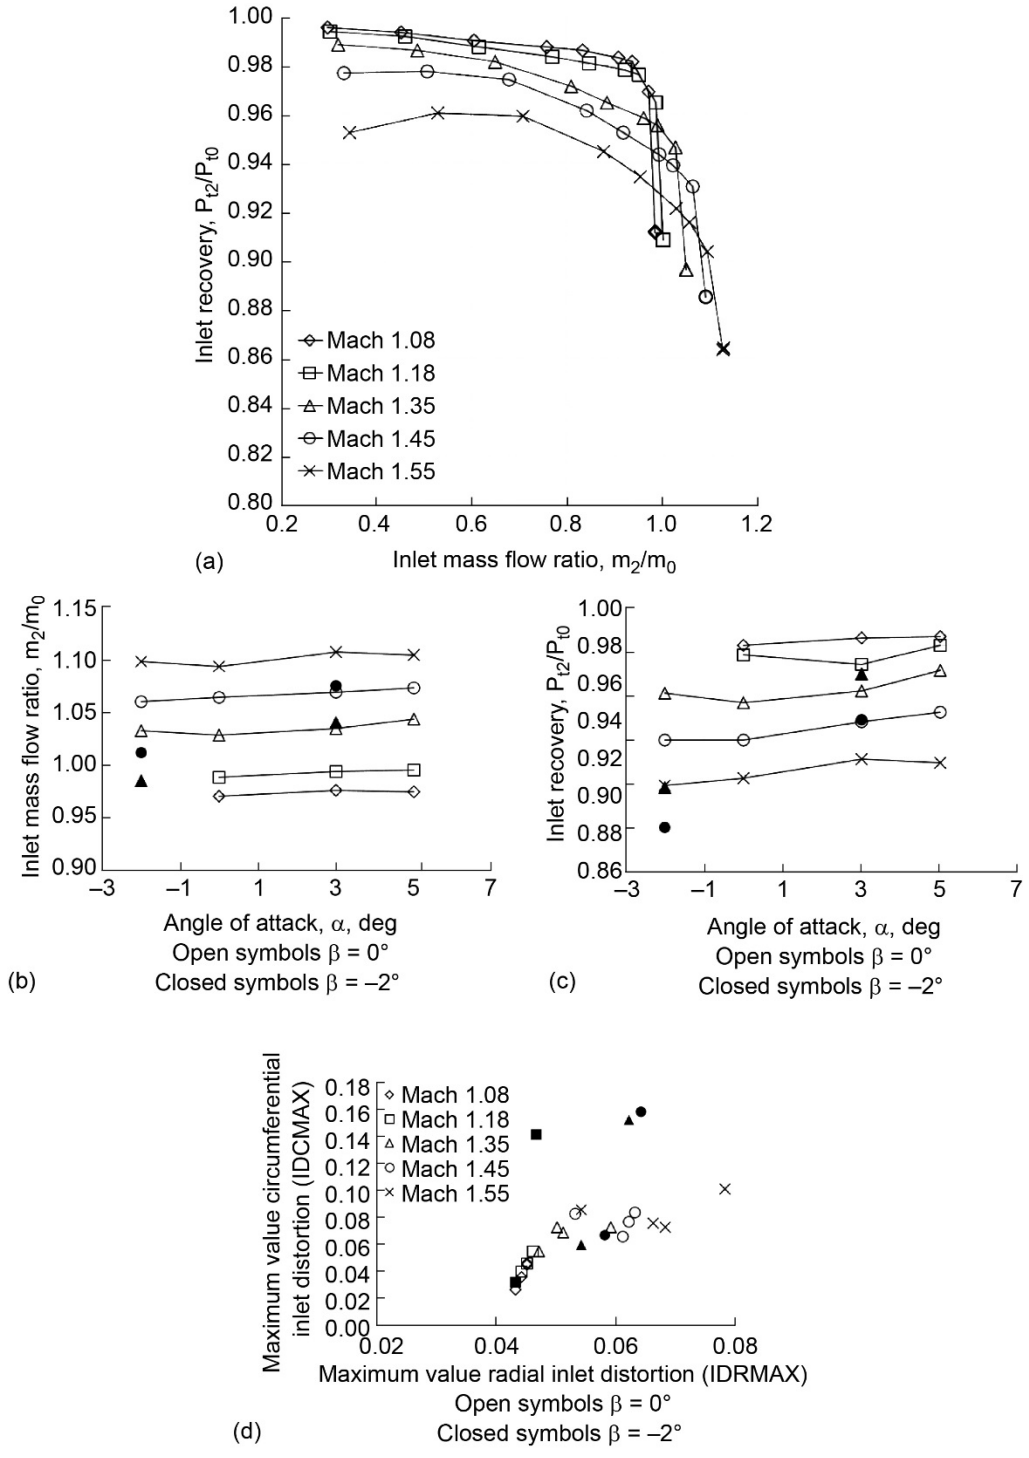 1.00
0.98
0.96
0.94
0.92
0.90
0.88
0.86
0.84
0.82
0.80
Inlet recovery, Pt2/Pt0
Mach 1.08
Mach 1.18
Mach 1.35
Mach 1.45
Mach 1.55
0.2 0.4 0.6 0.8 1.0 1.2
(a) Inlet mass flow ratio, m2/m0
1.15
1.10
1.05
1.00
0.95
0.90
Inlet mass flow ratio, m2/m0
–3 –1 1 3 5 7
Angle of attack, α, deg
Open symbols β = 0°
(b) Closed symbols β = –2°
1.00
0.98
0.96
0.94
0.92
0.90
0.88
0.86
Inlet recovery, Pt2/Pt0
–3 –1 1 3 5 7
Angle of attack, α, deg
Open symbols β = 0°
(c) Closed symbols β = –2°
Maximum value circumferential
inlet distortion (IDCMAX)
0.18
0.16
0.14
0.12
0.10
0.08
0.06
0.04
0.02
0.00
Mach 1.08
Mach 1.18
Mach 1.35
Mach 1.45
Mach 1.55
0.02 0.04 0.06 0.08
Maximum value radial inlet distortion (IDRMAX)
Open symbols β = 0°
(d) Closed symbols β = –2°